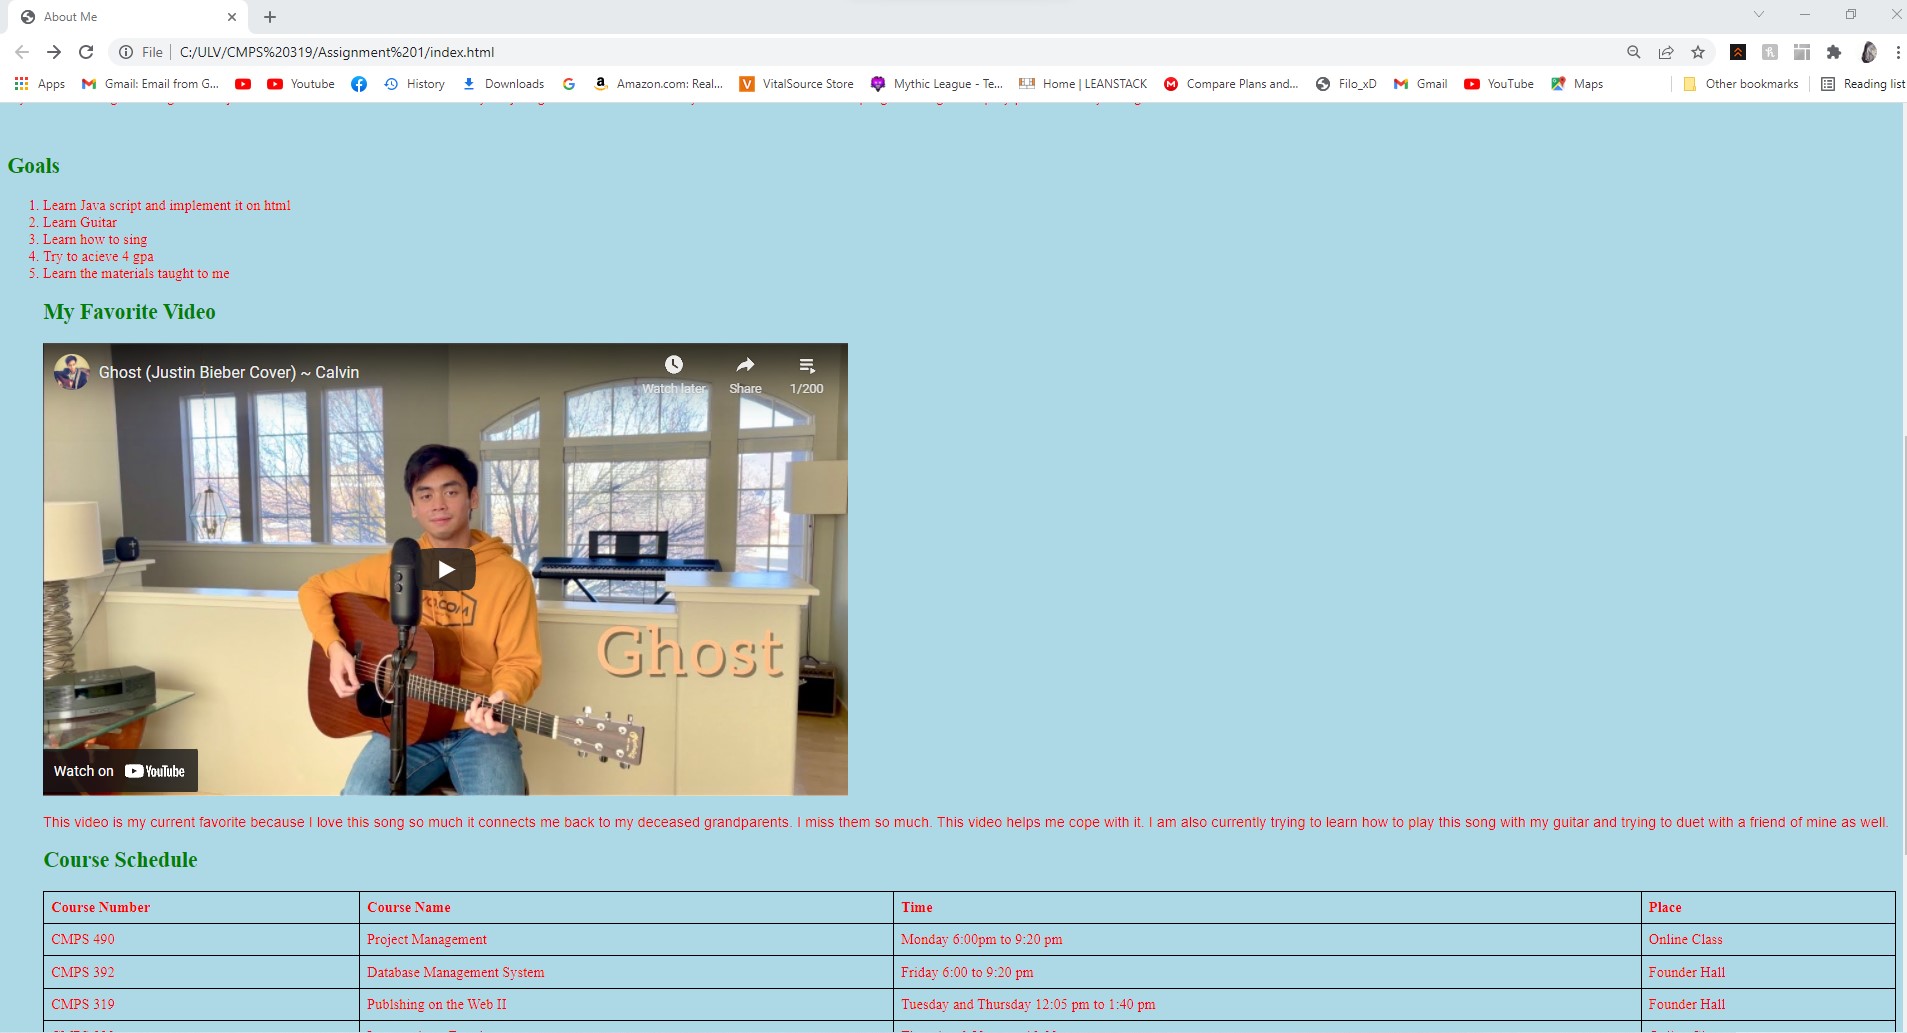 About Me
File C:/ULV/CMPS%20319/Assignment%201/index.html
Apps Gmail: Email from G... Youtube History Downloads Amazon.com: Real... VitalSource Store Mythic League - Te... Home | LEANSTACK Compare Plans and... Filo_xD Gmail YouTube Maps Other bookmarks Reading list
Goals
1. Learn Java script and implement it on html
2. Learn Guitar
3. Learn how to sing
4. Try to acieve 4 gpa
5. Learn the materials taught to me
My Favorite Video
Ghost (Justin Bieber Cover) ~ Calvin
Watch later Share 1/200
Ghost
Watch on YouTube
This video is my current favorite because I love this song so much it connects me back to my deceased grandparents. I miss them so much. This video helps me cope with it. I am also currently trying to learn how to play this song with my guitar and trying to duet with a friend of mine as well.
Course Schedule
Course Number Course Name Time Place
CMPS 490 Project Management Monday 6:00pm to 9:20 pm Online Class
CMPS 392 Database Management System Friday 6:00 to 9:20 pm Founder Hall
CMPS 319 Publshing on the Web II Tuesday and Thursday 12:05 pm to 1:40 pm Founder Hall